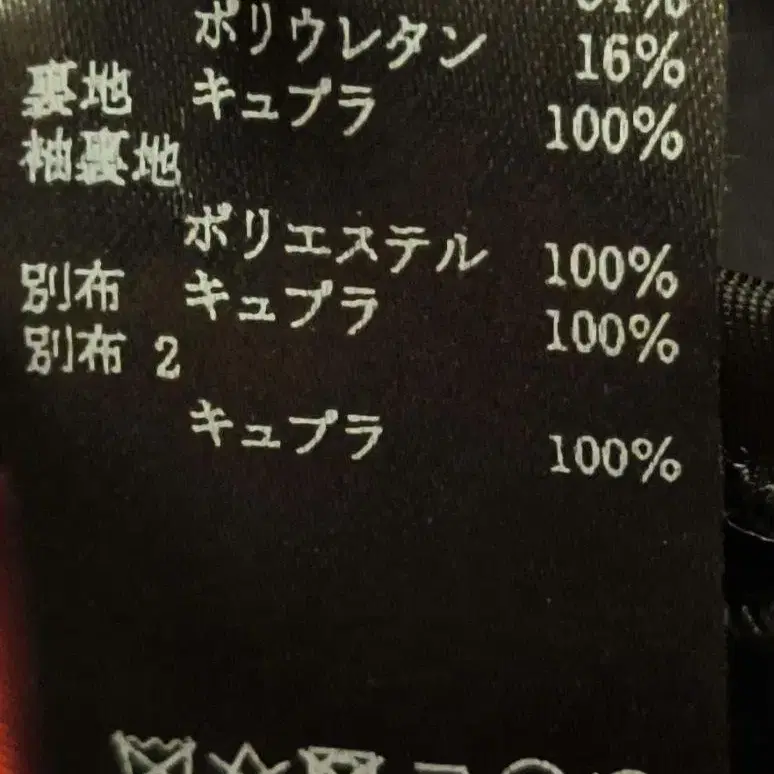 ポリウレタン 16%
裏地 キュプラ 100%
袖裏地
ポリエステル 100%
別布 キュプラ 100%
別布 2
キュプラ 100%